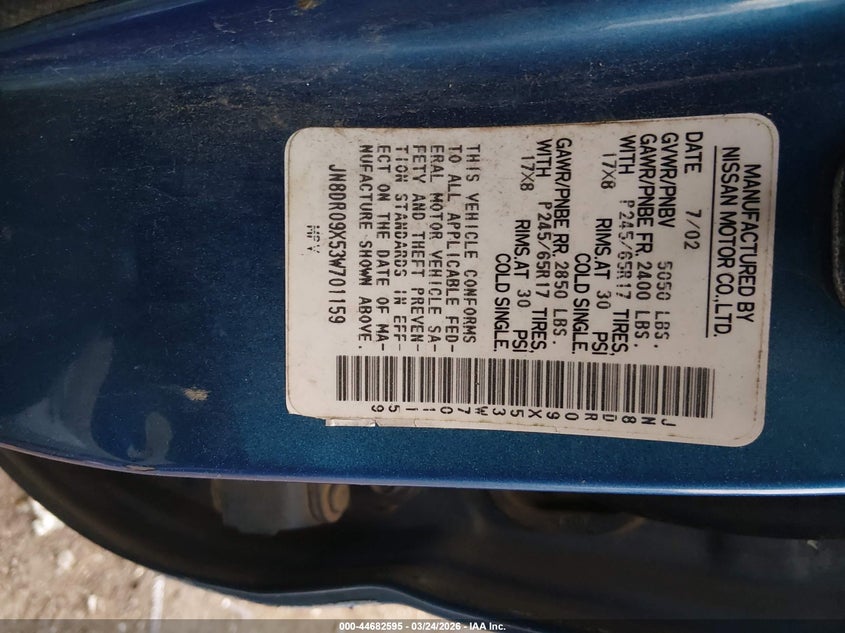 MANUFACTURED BY
NISSAN MOTOR CO.,LTD.
DATE 7/02
GVWR/PNBV 5050 LBS.
GAWR/PNBE FR. 2400 LBS.
WITH P245/65R17 TIRES,
17X8 RIMS.AT 30 PSI
COLD SINGLE.
GAWR/PNBE RR. 2850 LBS.
WITH P245/65R17 TIRES,
17X8 RIMS.AT 30 PSI
COLD SINGLE.
THIS VEHICLE CONFORMS
TO ALL APPLICABLE FED-
ERAL MOTOR VEHICLE SA-
FETY AND THEFT PREVEN-
TION STANDARDS IN EFF-
ECT ON THE DATE OF MA-
NUFACTURE SHOWN ABOVE.
JN8DR09X53W701159
MPV
JN8DR09X53W701159
000-44682595 - 03/24/2026 - IAA Inc.